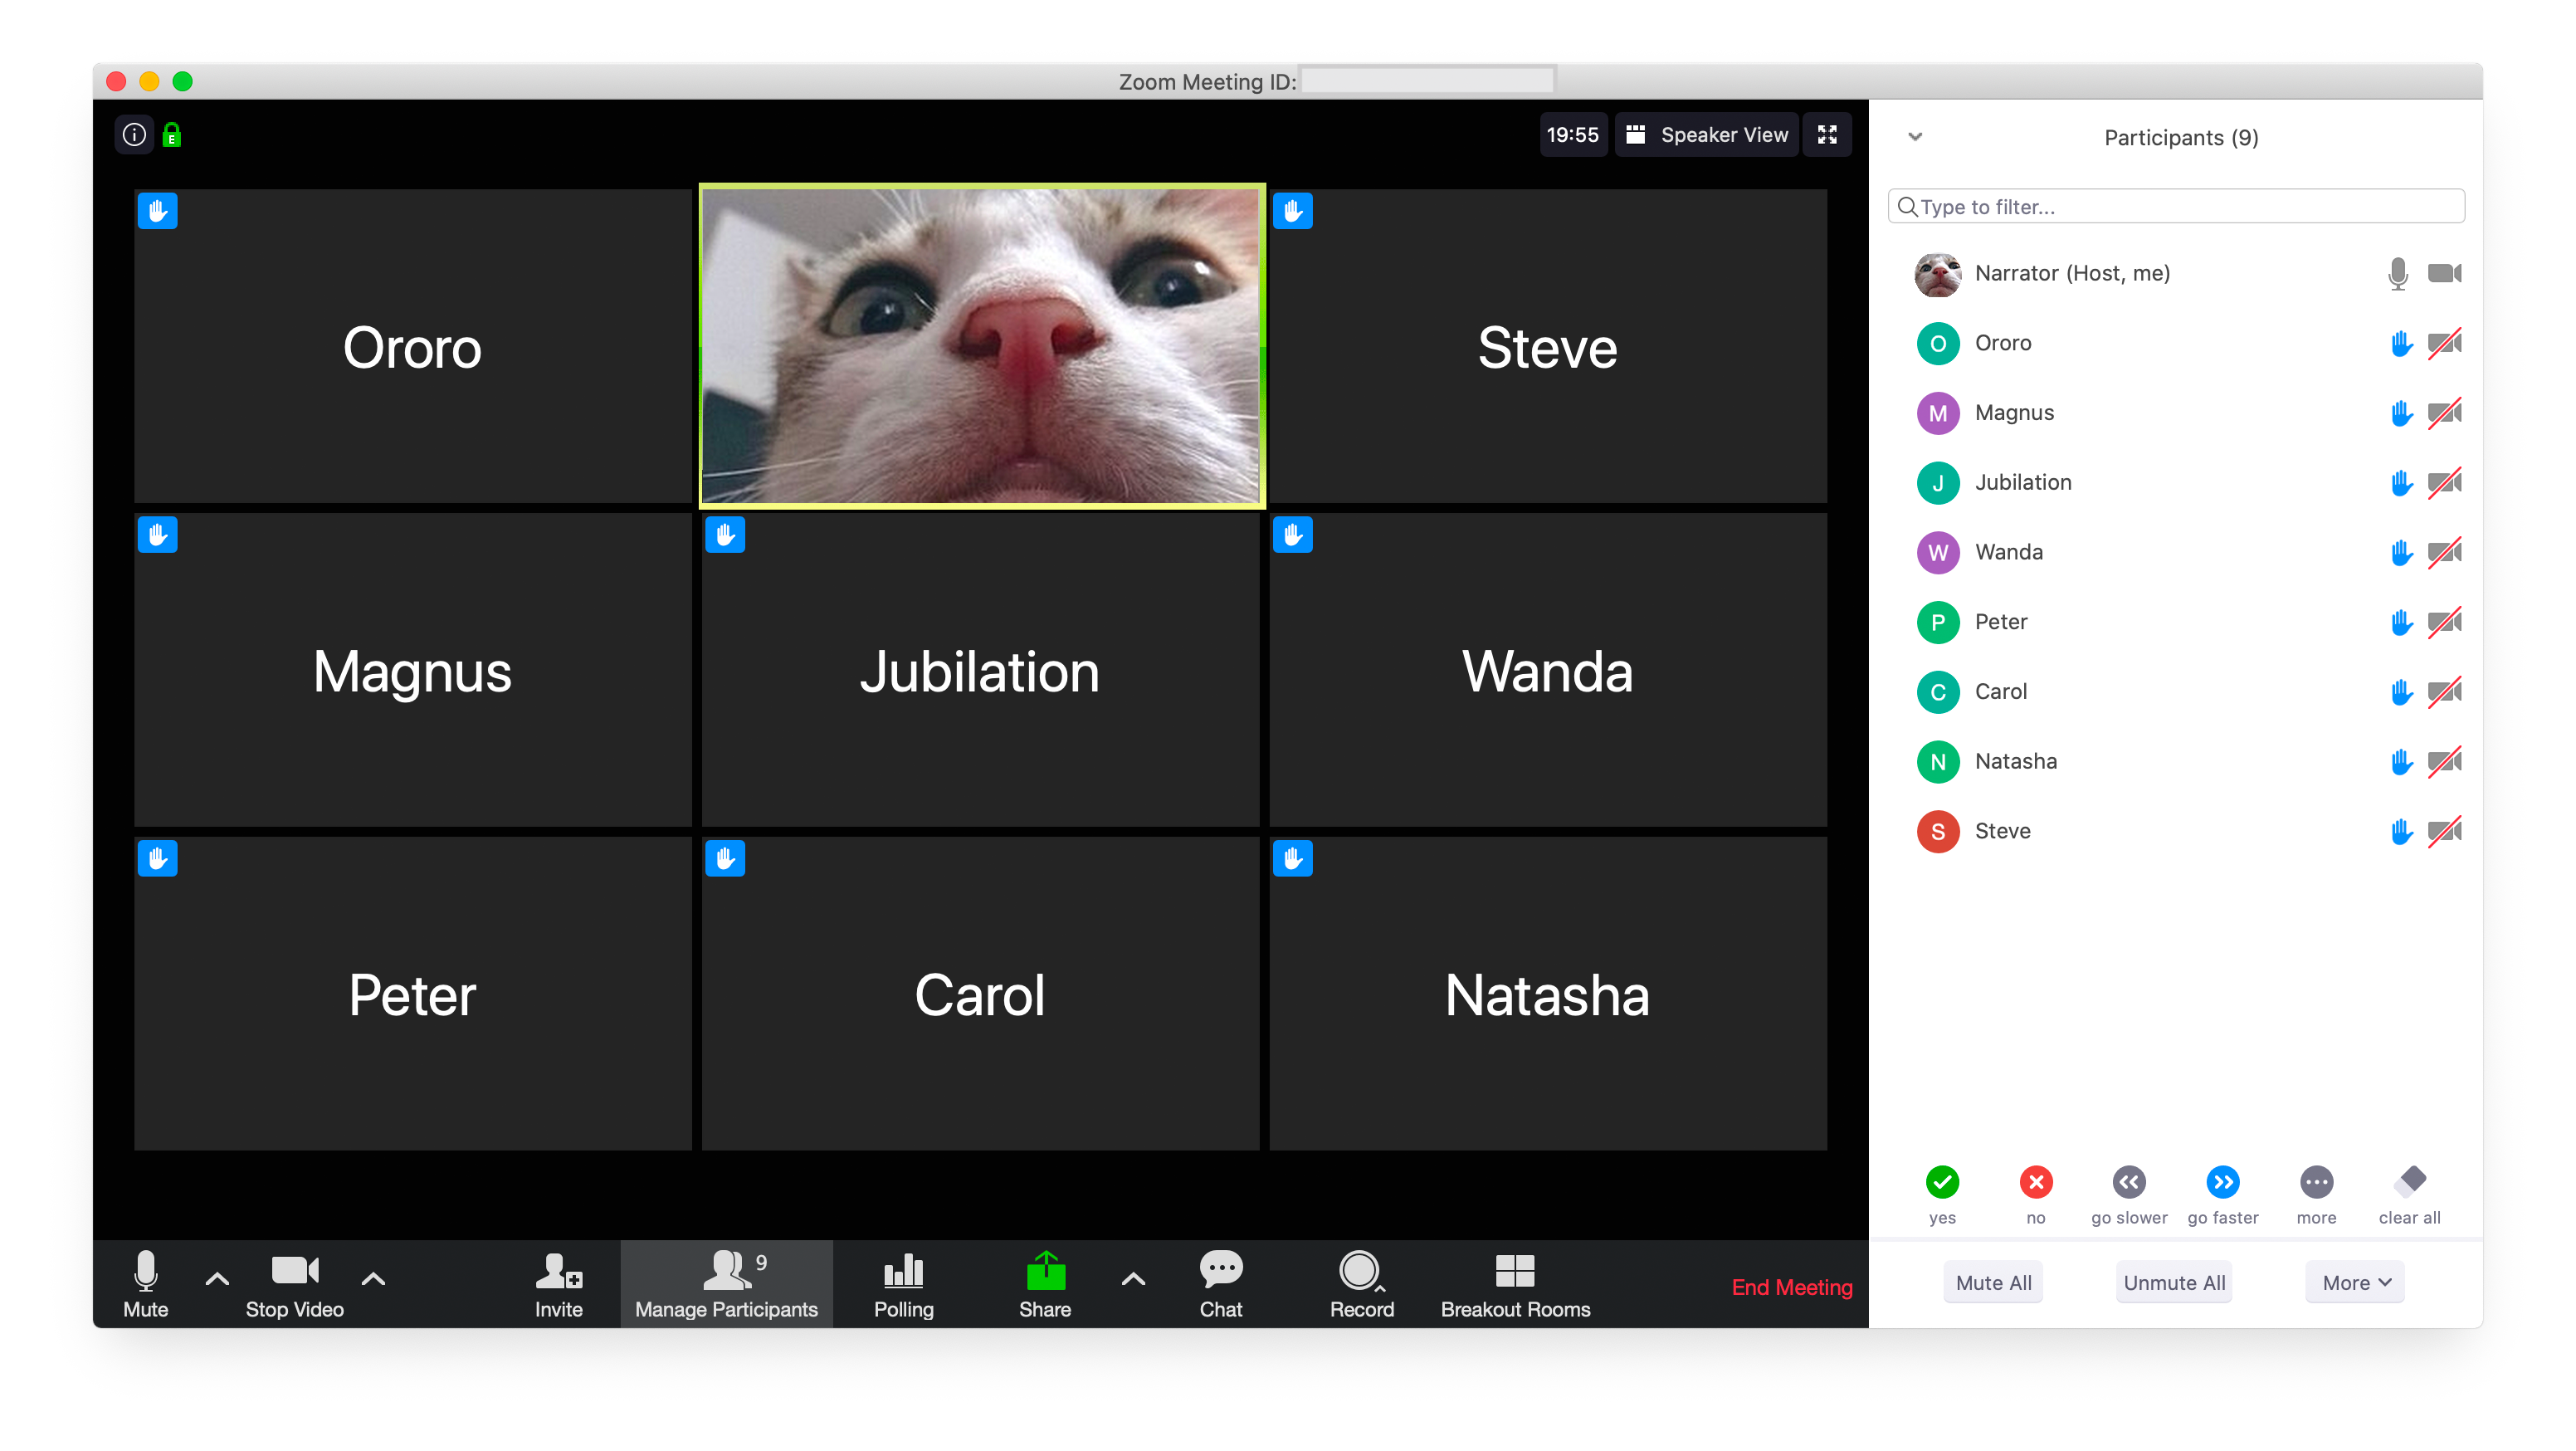 Zoom Meeting ID:
E
19:55
Speaker View
Ororo
Steve
Magnus
Jubilation
Wanda
Peter
Carol
Natasha
Participants (9)
Type to filter...
Narrator (Host, me)
O Ororo
M Magnus
J Jubilation
W Wanda
P Peter
C Carol
N Natasha
S Steve
yes no go slower go faster more clear all
Mute All Unmute All More
9
Mute Stop Video Invite Manage Participants Polling Share Chat Record Breakout Rooms End Meeting